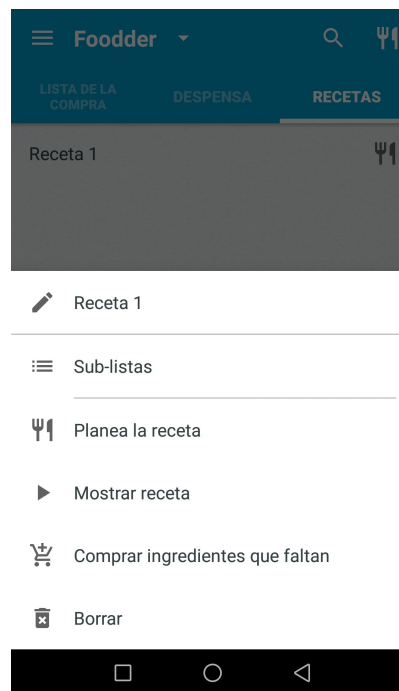 Foodder
LISTA DE LA
COMPRA
DESPENSA
RECETAS
Receta 1
Receta 1
Sub-listas
Planea la receta
Mostrar receta
Comprar ingredientes que faltan
Borrar